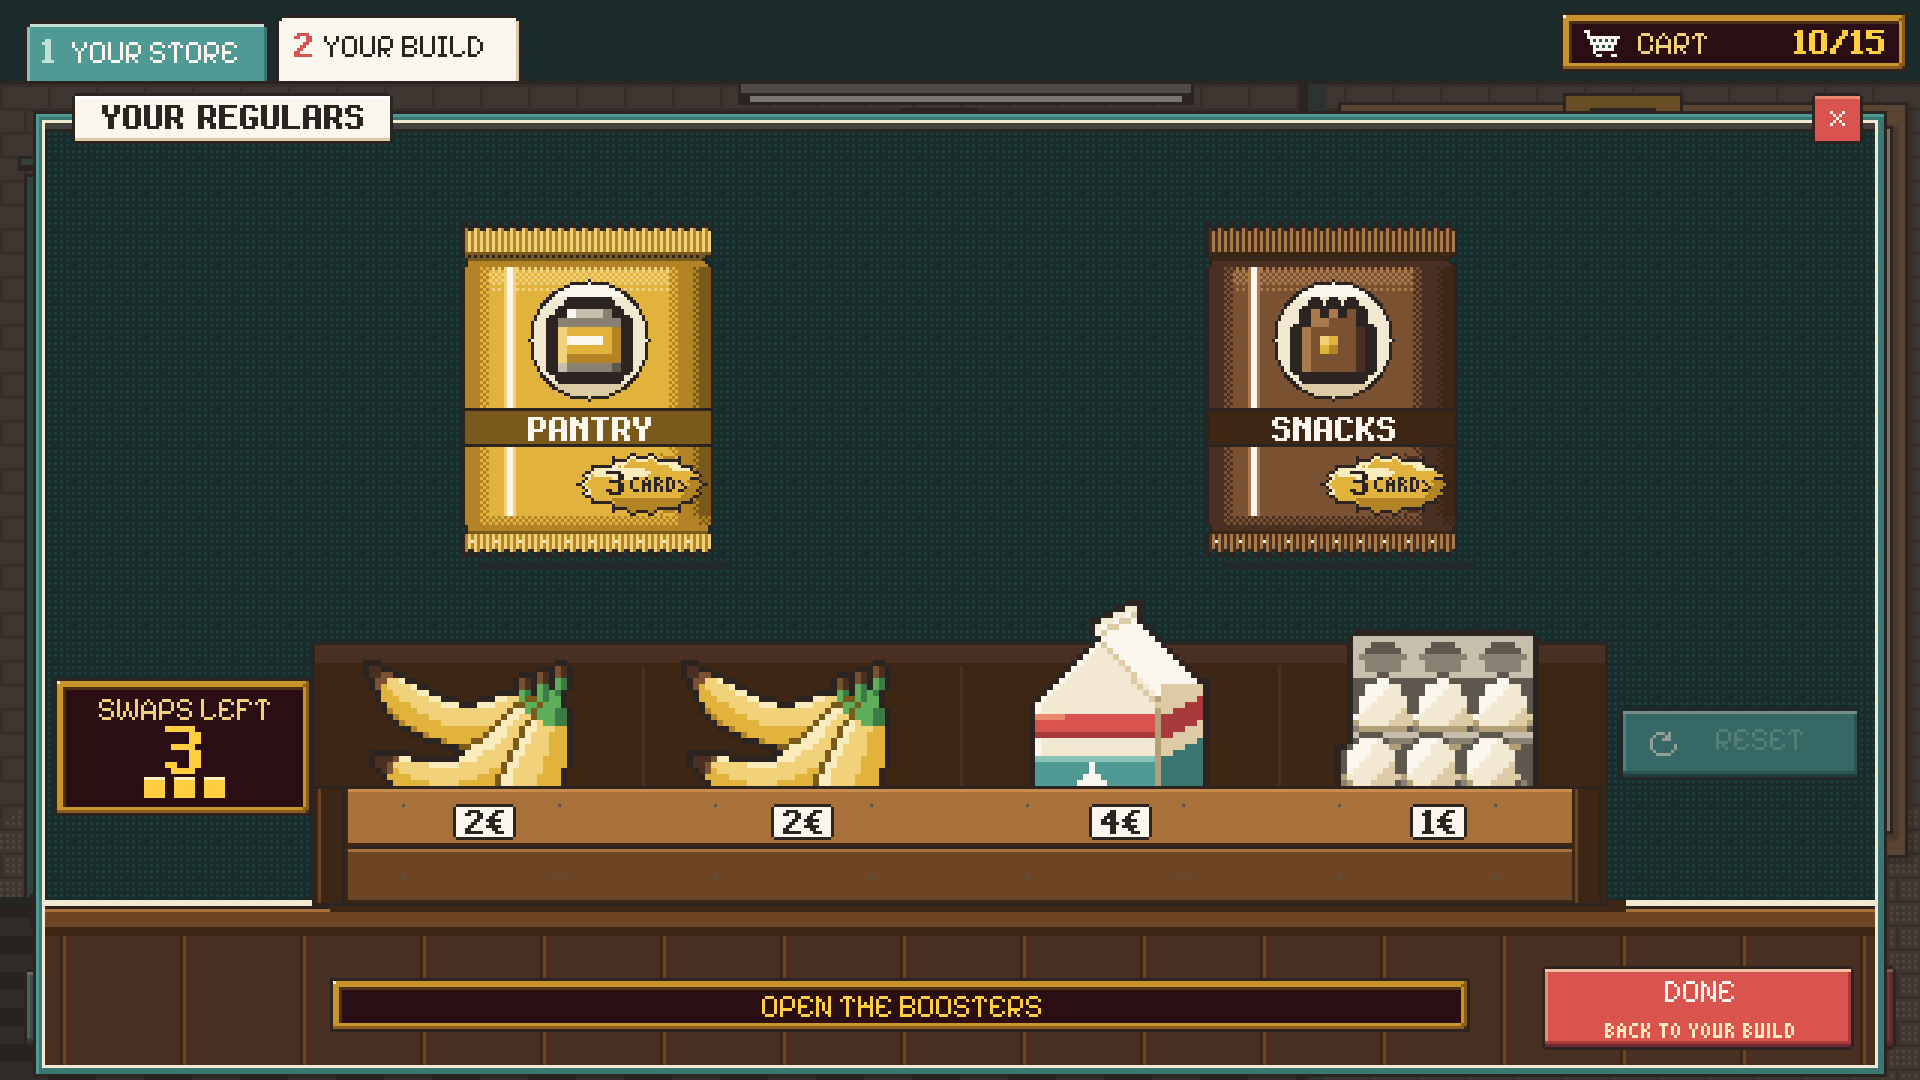 1 YOUR STORE
2 YOUR BUILD
CART 10/15
YOUR REGULARS
PANTRY
3 CARDS
SNACKS
3 CARDS
SWAPS LEFT
3
RESET
2€
2€
4€
1€
OPEN THE BOOSTERS
DONE
BACK TO YOUR BUILD